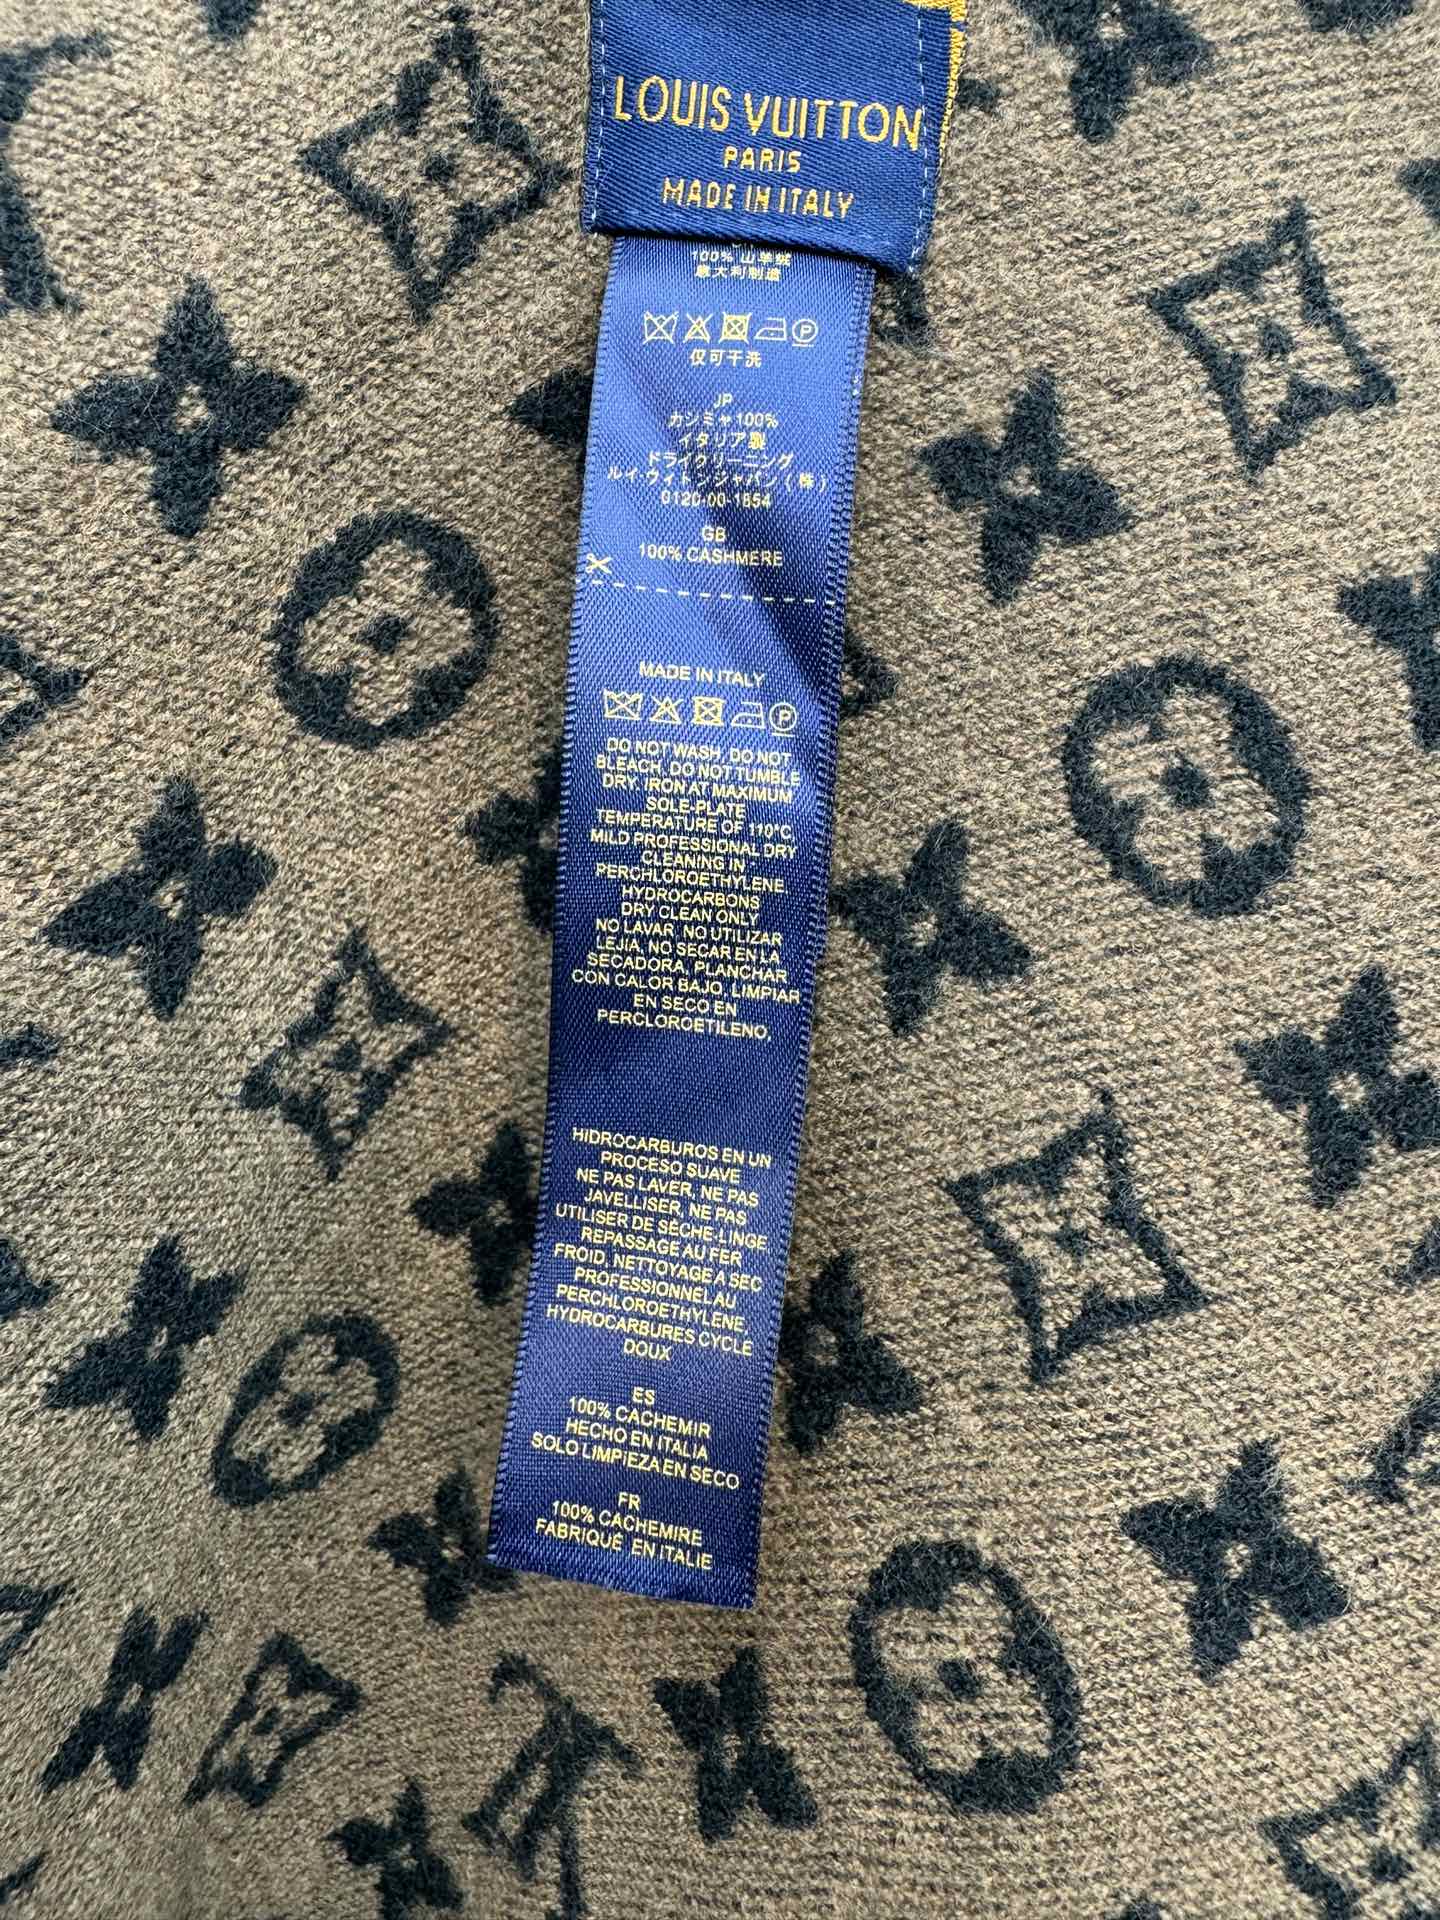 LOUIS VUITTON
PARIS
MADE IN ITALY
100% 山羊绒
意大利制造
仅可干洗
JP
カシミヤ100%
イタリア製
ドライクリーニング
ルイ·ヴィトンジャパン(株)
0120-00-1854
GB
100% CASHMERE
MADE IN ITALY
DO NOT WASH, DO NOT
BLEACH, DO NOT TUMBLE
DRY. IRON AT MAXIMUM
SOLE-PLATE
TEMPERATURE OF 110°C,
MILD PROFESSIONAL DRY
CLEANING IN
PERCHLOROETHYLENE,
HYDROCARBONS
DRY CLEAN ONLY
NO LAVAR, NO UTILIZAR
LEJIA, NO SECAR EN LA
SECADORA, PLANCHAR
CON CALOR BAJO, LIMPIAR
EN SECO EN
PERCLOROETILENO,
HIDROCARBUROS EN UN
PROCESO SUAVE
NE PAS LAVER, NE PAS
JAVELLISER, NE PAS
UTILISER DE SÈCHE-LINGE
REPASSAGE AU FER
FROID, NETTOYAGE A SEC
PROFESSIONNEL AU
PERCHLOROETHYLENE,
HYDROCARBURES CYCLE
DOUX
ES
100% CACHEMIR
HECHO EN ITALIA
SOLO LIMPIEZA EN SECO
FR
100% CACHEMIRE
FABRIQUÉ EN ITALIE